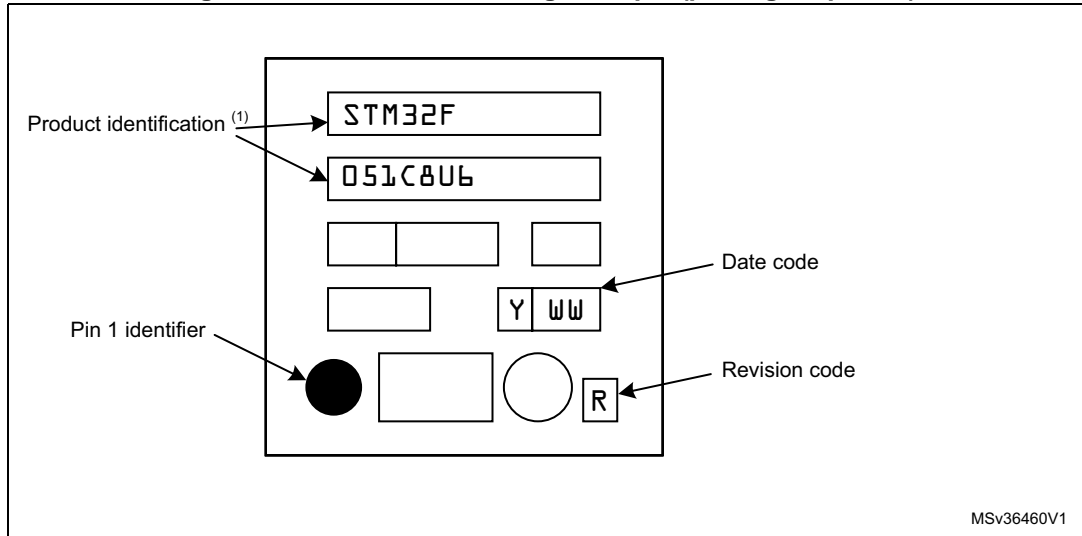 Product identification (1)
STM32F
051C8U6
Date code
Y WW
Pin 1 identifier
Revision code
R
MSv36460V1